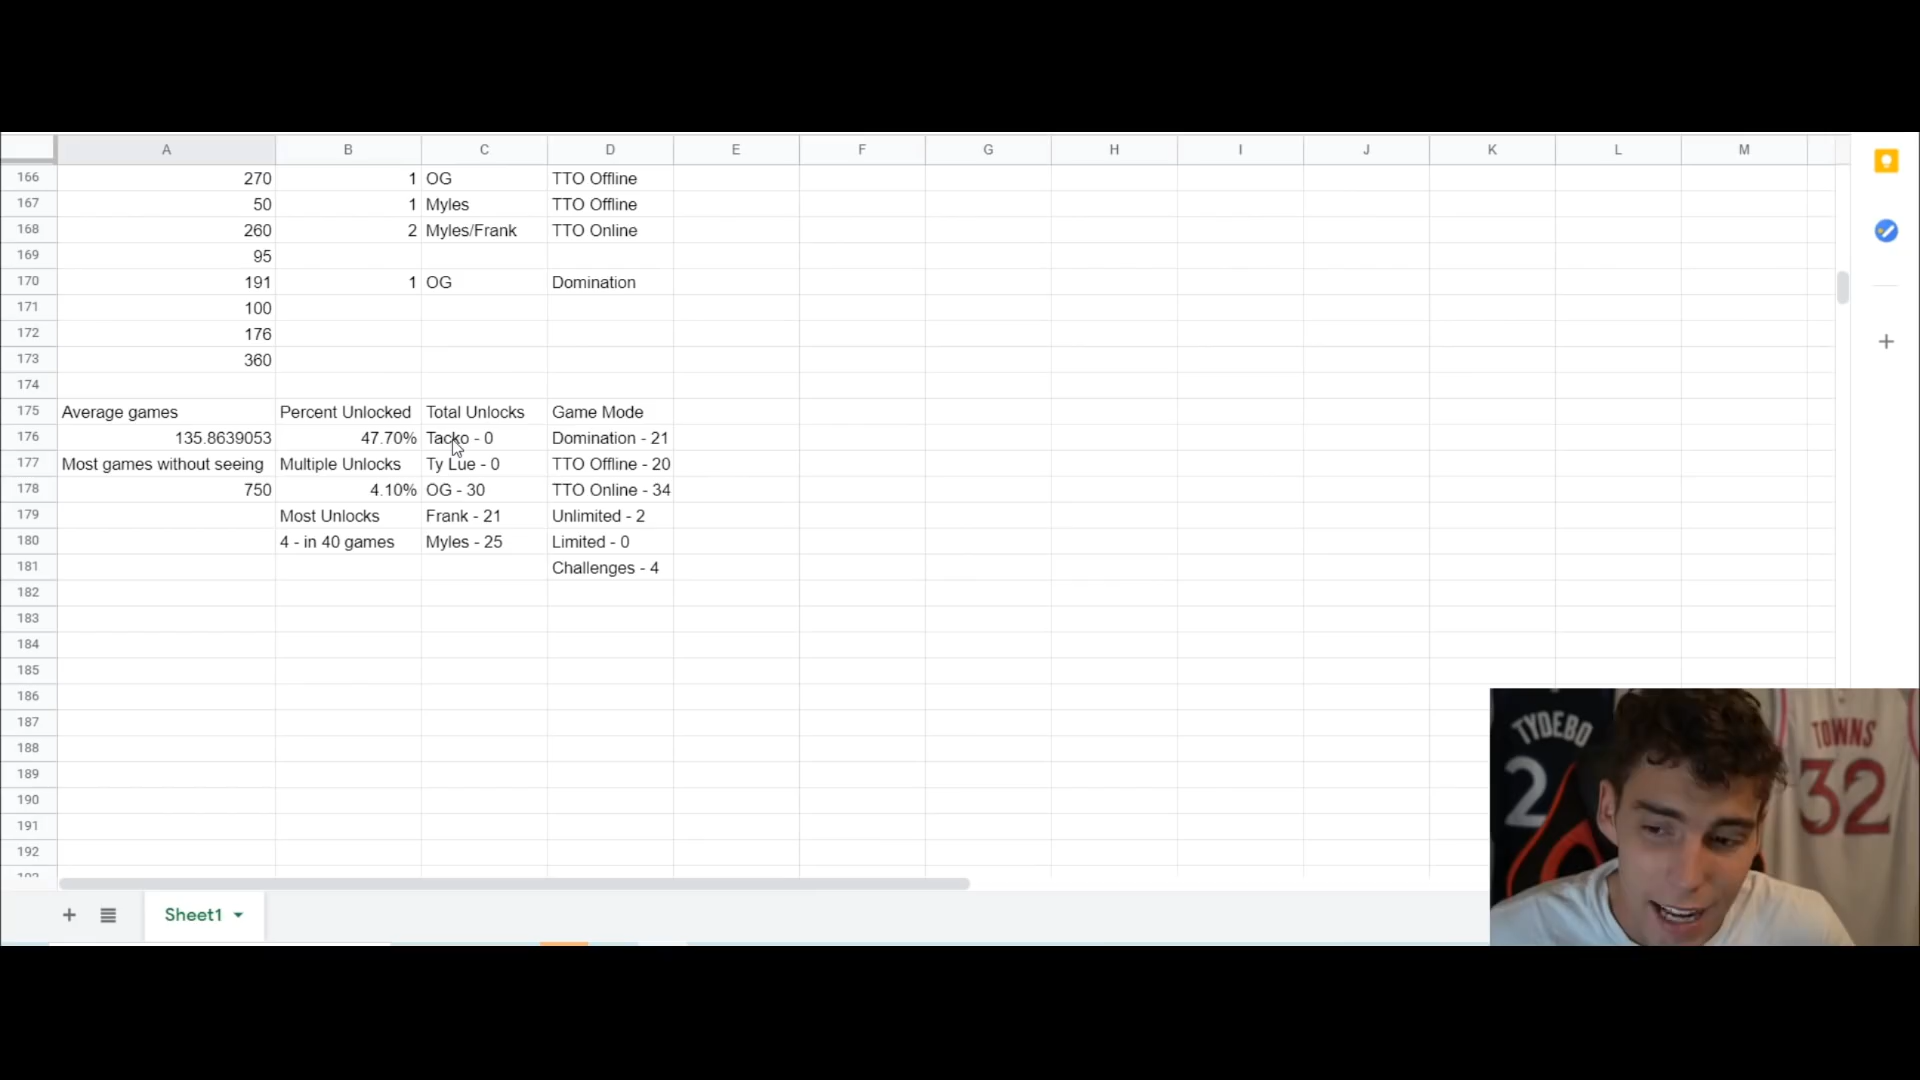 A B C D E F G H I J K L M
166 270 1 OG TTO Offline
167 50 1 Myles TTO Offline
168 260 2 Myles/Frank TTO Online
169 95
170 191 1 OG Domination
171 100
172 176
173 360
174
175 Average games Percent Unlocked Total Unlocks Game Mode
176 135.8639053 47.70% Tacko - 0 Domination - 21
177 Most games without seeing Multiple Unlocks Ty Lue - 0 TTO Offline - 20
178 750 4.10% OG - 30 TTO Online - 34
179 Most Unlocks Frank - 21 Unlimited - 2
180 4 - in 40 games Myles - 25 Limited - 0
181 Challenges - 4
182
183
184
185
186
187
188
189
190
191
192
TYDEBO
2
TOWNS
32
Sheet1